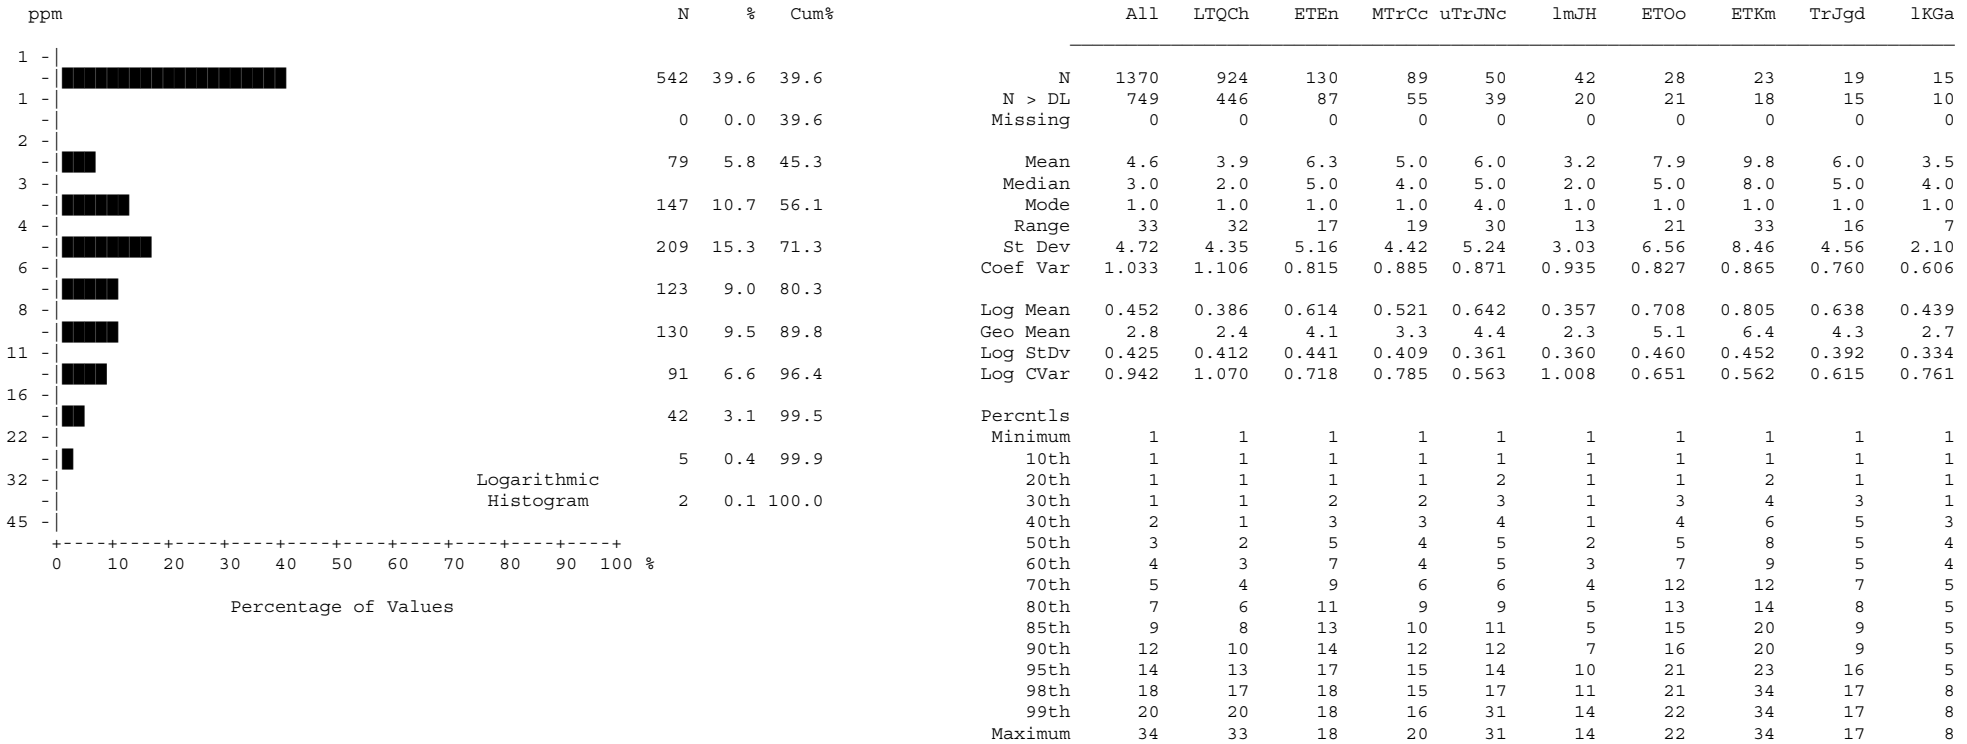 ppm N % Cum% All LTQCh ETEn MTrCc uTrJNc lmJH ETOo ETKm TrJgd lKGa
1 -
- 542 39.6 39.6 N 1370 924 130 89 50 42 28 23 19 15
1 - N > DL 749 446 87 55 39 20 21 18 15 10
- 0 0.0 39.6 Missing 0 0 0 0 0 0 0 0 0 0
2 -
- 79 5.8 45.3 Mean 4.6 3.9 6.3 5.0 6.0 3.2 7.9 9.8 6.0 3.5
3 - Median 3.0 2.0 5.0 4.0 5.0 2.0 5.0 8.0 5.0 4.0
- 147 10.7 56.1 Mode 1.0 1.0 1.0 1.0 4.0 1.0 1.0 1.0 1.0 1.0
4 - Range 33 32 17 19 30 13 21 33 16 7
- 209 15.3 71.3 St Dev 4.72 4.35 5.16 4.42 5.24 3.03 6.56 8.46 4.56 2.10
6 - Coef Var 1.033 1.106 0.815 0.885 0.871 0.935 0.827 0.865 0.760 0.606
- 123 9.0 80.3
8 - Log Mean 0.452 0.386 0.614 0.521 0.642 0.357 0.708 0.805 0.638 0.439
- 130 9.5 89.8 Geo Mean 2.8 2.4 4.1 3.3 4.4 2.3 5.1 6.4 4.3 2.7
11 - Log StDv 0.425 0.412 0.441 0.409 0.361 0.360 0.460 0.452 0.392 0.334
- 91 6.6 96.4 Log CVar 0.942 1.070 0.718 0.785 0.563 1.008 0.651 0.562 0.615 0.761
16 -
- 42 3.1 99.5 Percntls
22 - Minimum 1 1 1 1 1 1 1 1 1 1
- 5 0.4 99.9 10th 1 1 1 1 1 1 1 1 1 1
32 - Logarithmic 20th 1 1 1 1 2 1 1 2 1 1
- Histogram 2 0.1 100.0 30th 1 1 2 2 3 1 3 4 3 1
45 - 40th 2 1 3 3 4 1 4 6 5 3
50th 3 2 5 4 5 2 5 8 5 4
0 10 20 30 40 50 60 70 80 90 100 % 60th 4 3 7 4 5 3 7 9 5 4
70th 5 4 9 6 6 4 12 12 7 5
Percentage of Values 80th 7 6 11 9 9 5 13 14 8 5
85th 9 8 13 10 11 5 15 20 9 5
90th 12 10 14 12 12 7 16 20 9 5
95th 14 13 17 15 14 10 21 23 16 5
98th 18 17 18 15 17 11 21 34 17 8
99th 20 20 18 16 31 14 22 34 17 8
Maximum 34 33 18 20 31 14 22 34 17 8